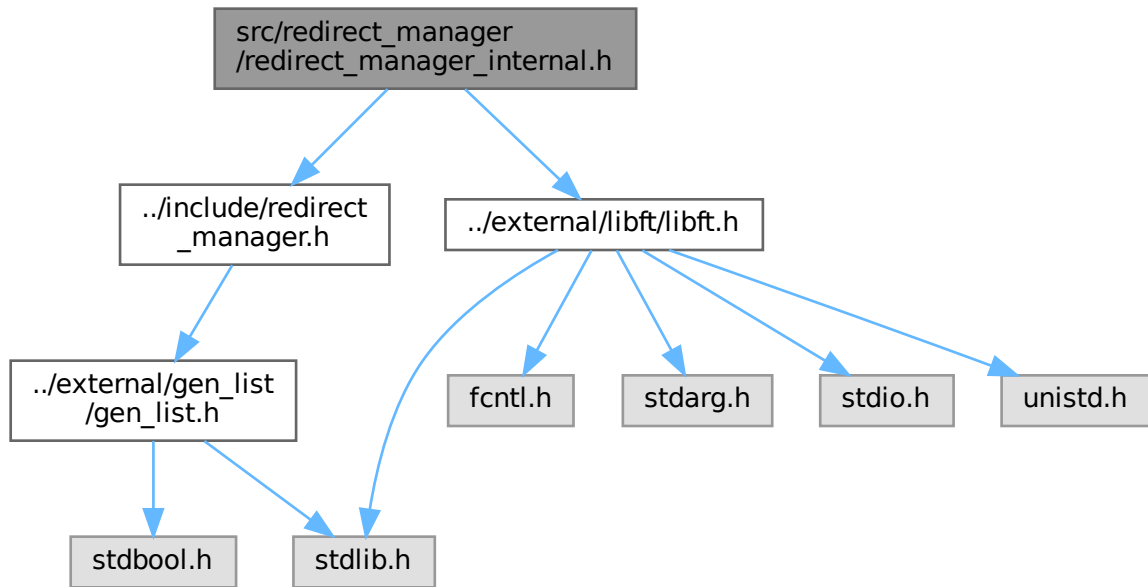 src/redirect_manager
/redirect_manager_internal.h
../include/redirect
_manager.h
../external/libft/libft.h
../external/gen_list
/gen_list.h
fcntl.h
stdarg.h
stdio.h
unistd.h
stdbool.h
stdlib.h